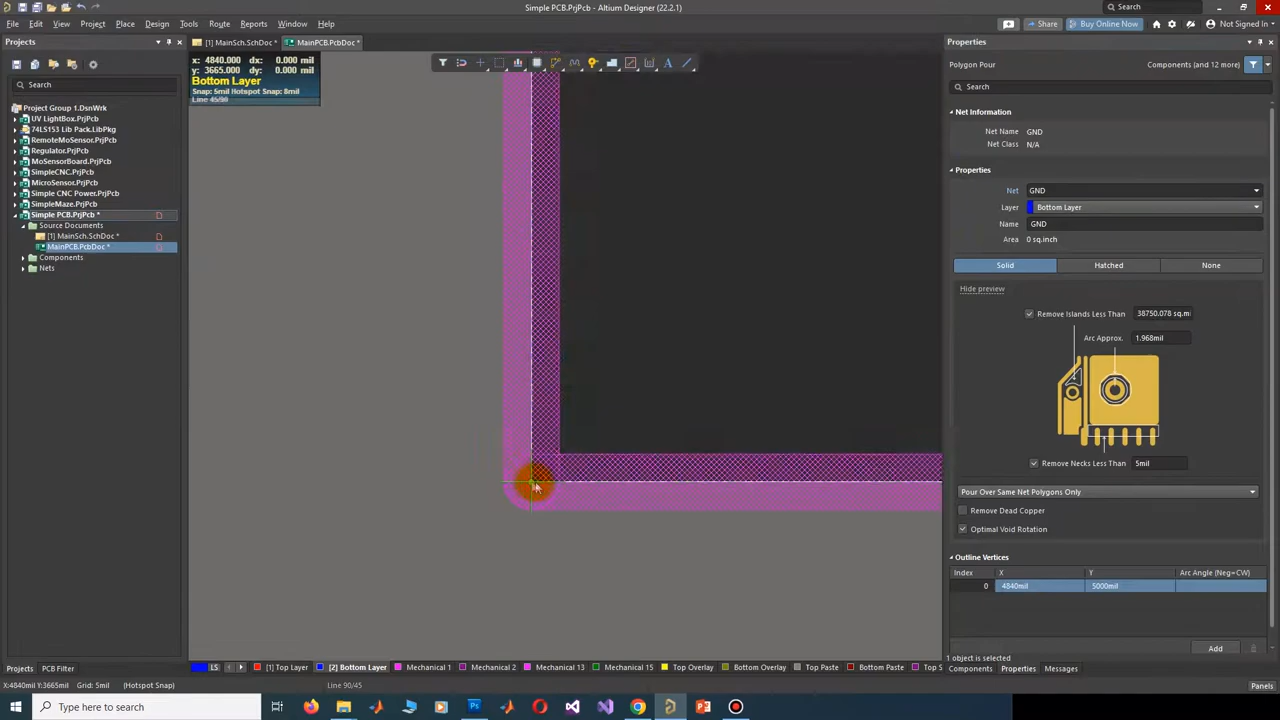 Simple PCB.PrjPcb - Altium Designer (22.2.1)
Search
File Edit View Project Place Design Tools Route Reports Window Help
Share
Buy Online Now
Not Signed In
Projects
[1] MainSch.SchDoc *
MainPCB.PcbDoc *
Search
Project Group 1.DsnWrk
UV LightBox.PrjPcb
74LS153 Lib Pack.LibPkg
RemoteMoSensor.PrjPcb
Regulator.PrjPcb
MoSensorBoard.PrjPcb
SimpleCNC.PrjPcb
MicroSensor.PrjPcb
Simple CNC Power.PrjPcb
SimpleMaze.PrjPcb
Simple PCB.PrjPcb *
Source Documents
[1] MainSch.SchDoc *
MainPCB.PcbDoc *
Components
Nets
x: 4840.000 dx: 0.000 mil
y: 3665.000 dy: 0.000 mil
Bottom Layer
Snap: 5mil Hotspot Snap: 8mil
Line 45/90
Properties
Polygon Pour
Components (and 12 more)
Search
Net Information
Net Name GND
Net Class N/A
Properties
Net GND
Layer Bottom Layer
Name GND
Area 0 sq.inch
Solid Hatched None
Hide preview
Remove Islands Less Than 38750.078 sq.m
Arc Approx. 1.968mil
Remove Necks Less Than 5mil
Pour Over Same Net Polygons Only
Remove Dead Copper
Optimal Void Rotation
Outline Vertices
Index X Y Arc Angle (Neg=CW)
0 4840mil 5000mil
Add
1 object is selected
Projects PCB Filter
LS [1] Top Layer [2] Bottom Layer Mechanical 1 Mechanical 2 Mechanical 13 Mechanical 15 Top Overlay Bottom Overlay Top Paste Bottom Paste Top S
Components Properties Messages
X:4840mil Y:3665mil Grid: 5mil (Hotspot Snap) Line 90/45
Panels
Type here to search